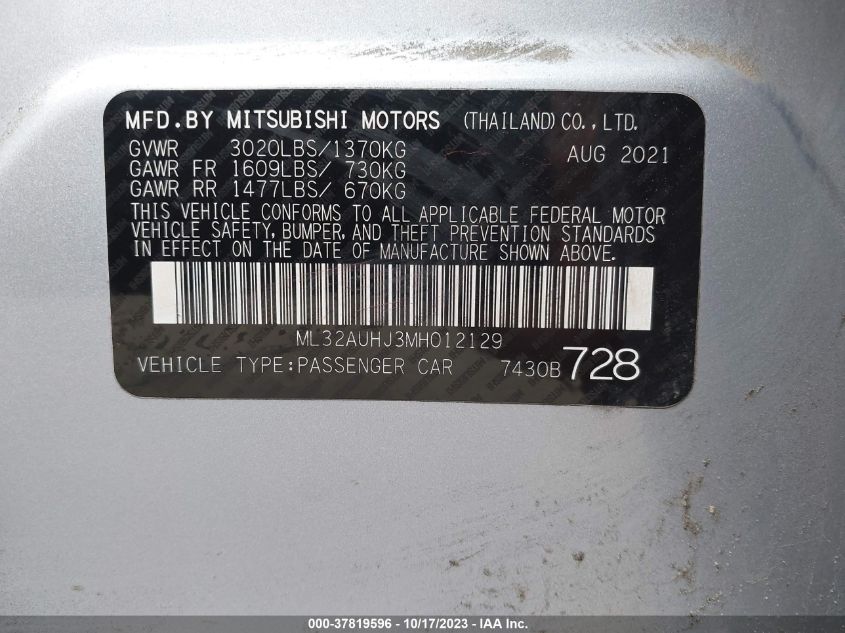 MFD.BY MITSUBISHI MOTORS (THAILAND) CO., LTD.
GVWR 3020LBS/1370KG AUG 2021
GAWR FR 1609LBS/ 730KG
GAWR RR 1477LBS/ 670KG
THIS VEHICLE CONFORMS TO ALL APPLICABLE FEDERAL MOTOR
VEHICLE SAFETY, BUMPER, AND THEFT PREVENTION STANDARDS
IN EFFECT ON THE DATE OF MANUFACTURE SHOWN ABOVE.
ML32AUHJ3MH012129
VEHICLE TYPE:PASSENGER CAR 7430B 728
000-37819596 - 10/17/2023 - IAA Inc.